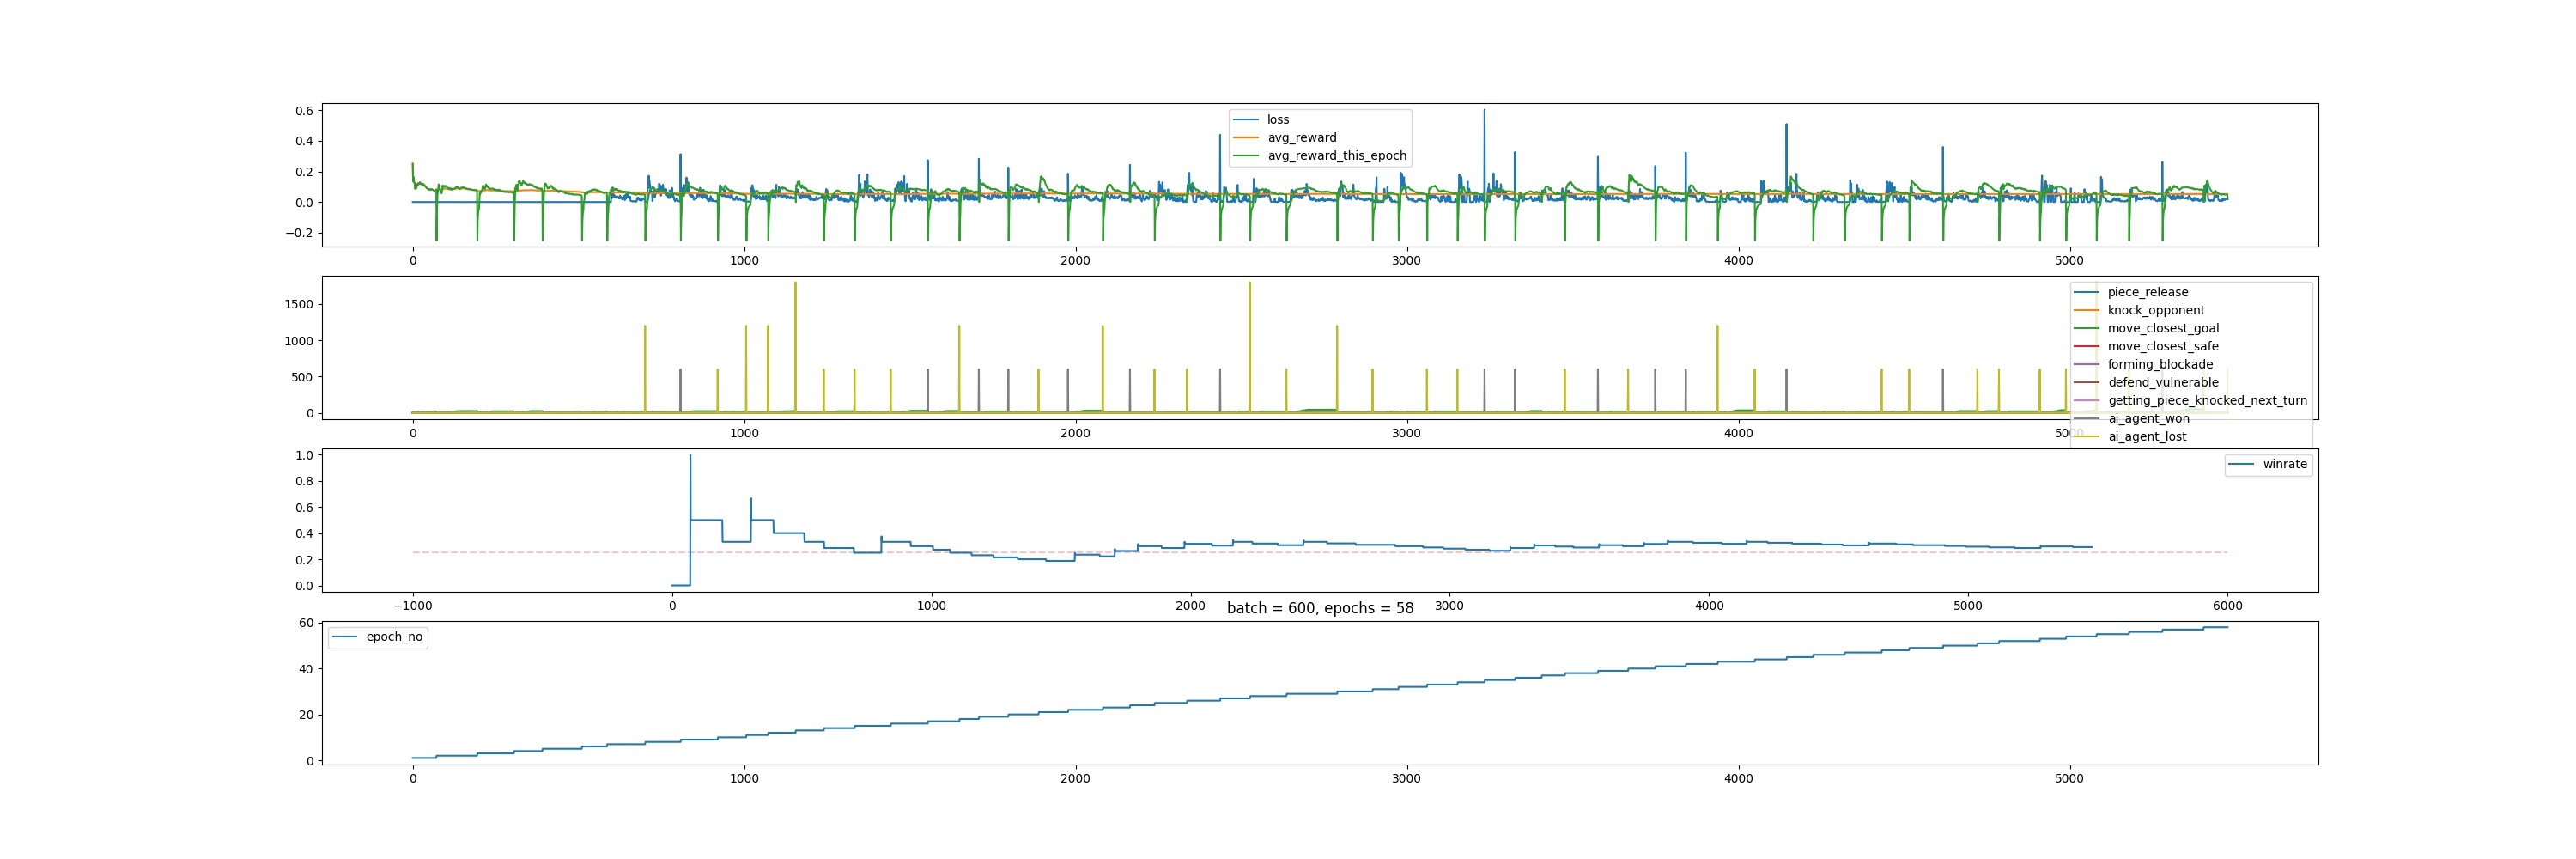 0.6
0.4
0.2
0.0
−0.2
loss
avg_reward
avg_reward_this_epoch
0 1000 2000 3000 4000 5000
1500
1000
500
0
piece_release
knock_opponent
move_closest_goal
move_closest_safe
forming_blockade
defend_vulnerable
getting_piece_knocked_next_turn
ai_agent_won
ai_agent_lost
0 1000 2000 3000 4000 5000
1.0
0.8
0.6
0.4
0.2
0.0
winrate
−1000 0 1000 2000 3000 4000 5000 6000
batch = 600, epochs = 58
60
40
20
0
epoch_no
0 1000 2000 3000 4000 5000